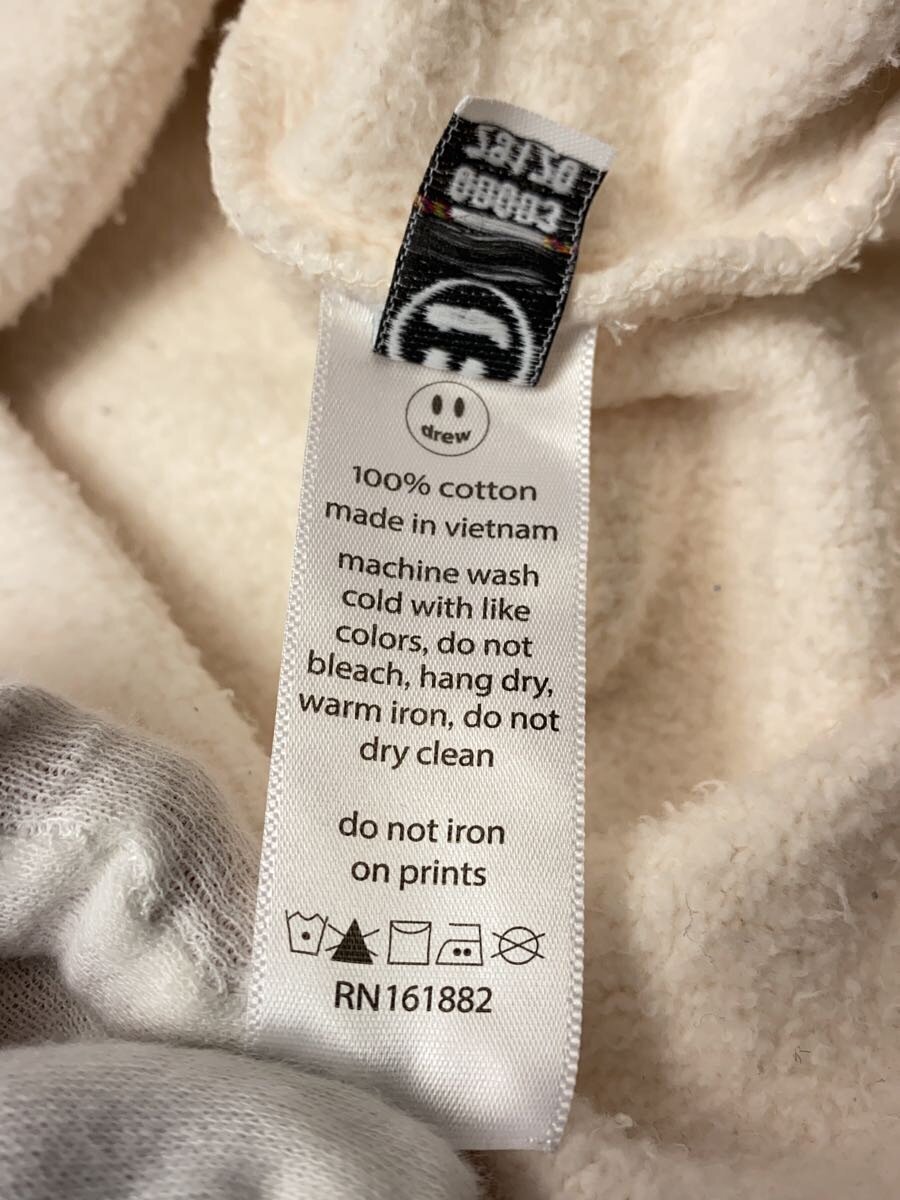 drew
100% cotton
made in vietnam
machine wash
cold with like
colors, do not
bleach, hang dry,
warm iron, do not
dry clean
do not iron
on prints
RN161882